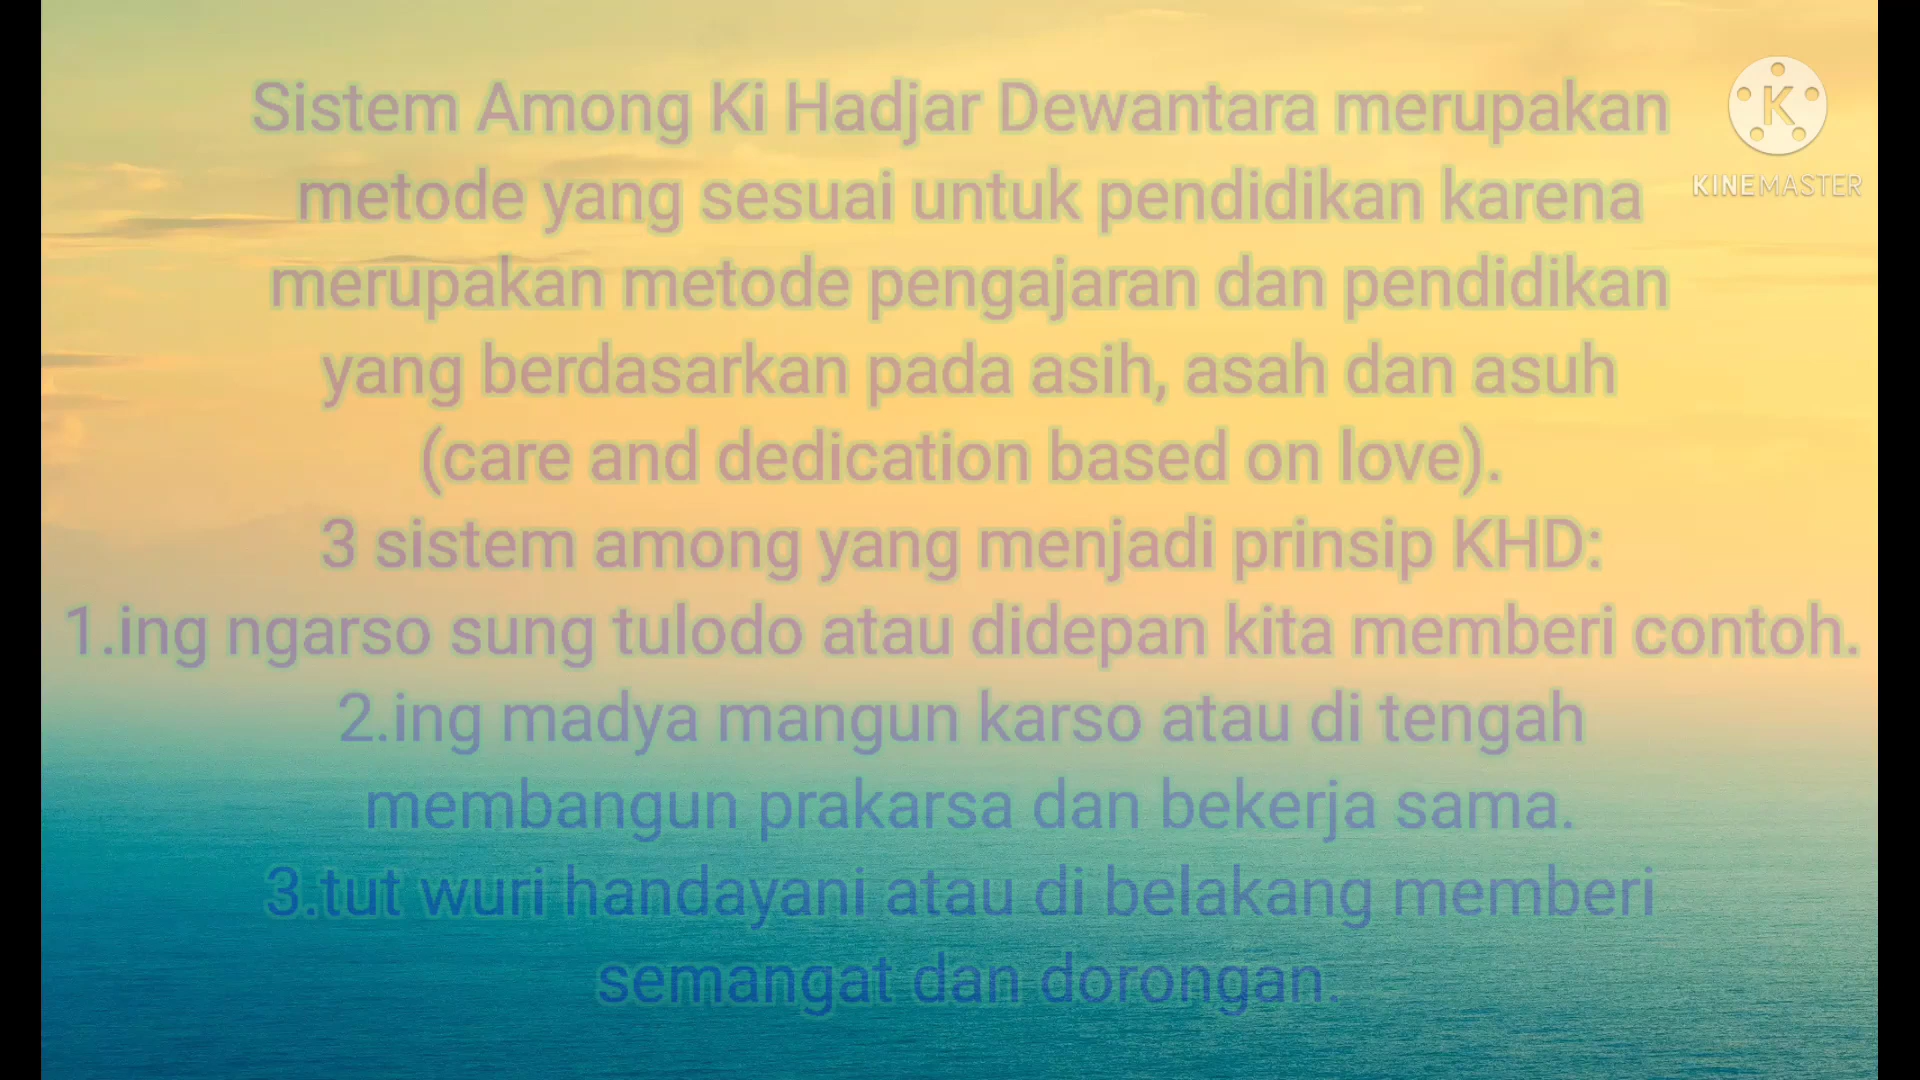 Sistem Among Ki Hadjar Dewantara merupakan
metode yang sesuai untuk pendidikan karena
merupakan metode pengajaran dan pendidikan
yang berdasarkan pada asih, asah dan asuh
(care and dedication based on love).
3 sistem among yang menjadi prinsip KHD:
1.ing ngarso sung tulodo atau didepan kita memberi contoh.
2.ing madya mangun karso atau di tengah
membangun prakarsa dan bekerja sama.
3.tut wuri handayani atau di belakang memberi
semangat dan dorongan.
K
KINEMASTER